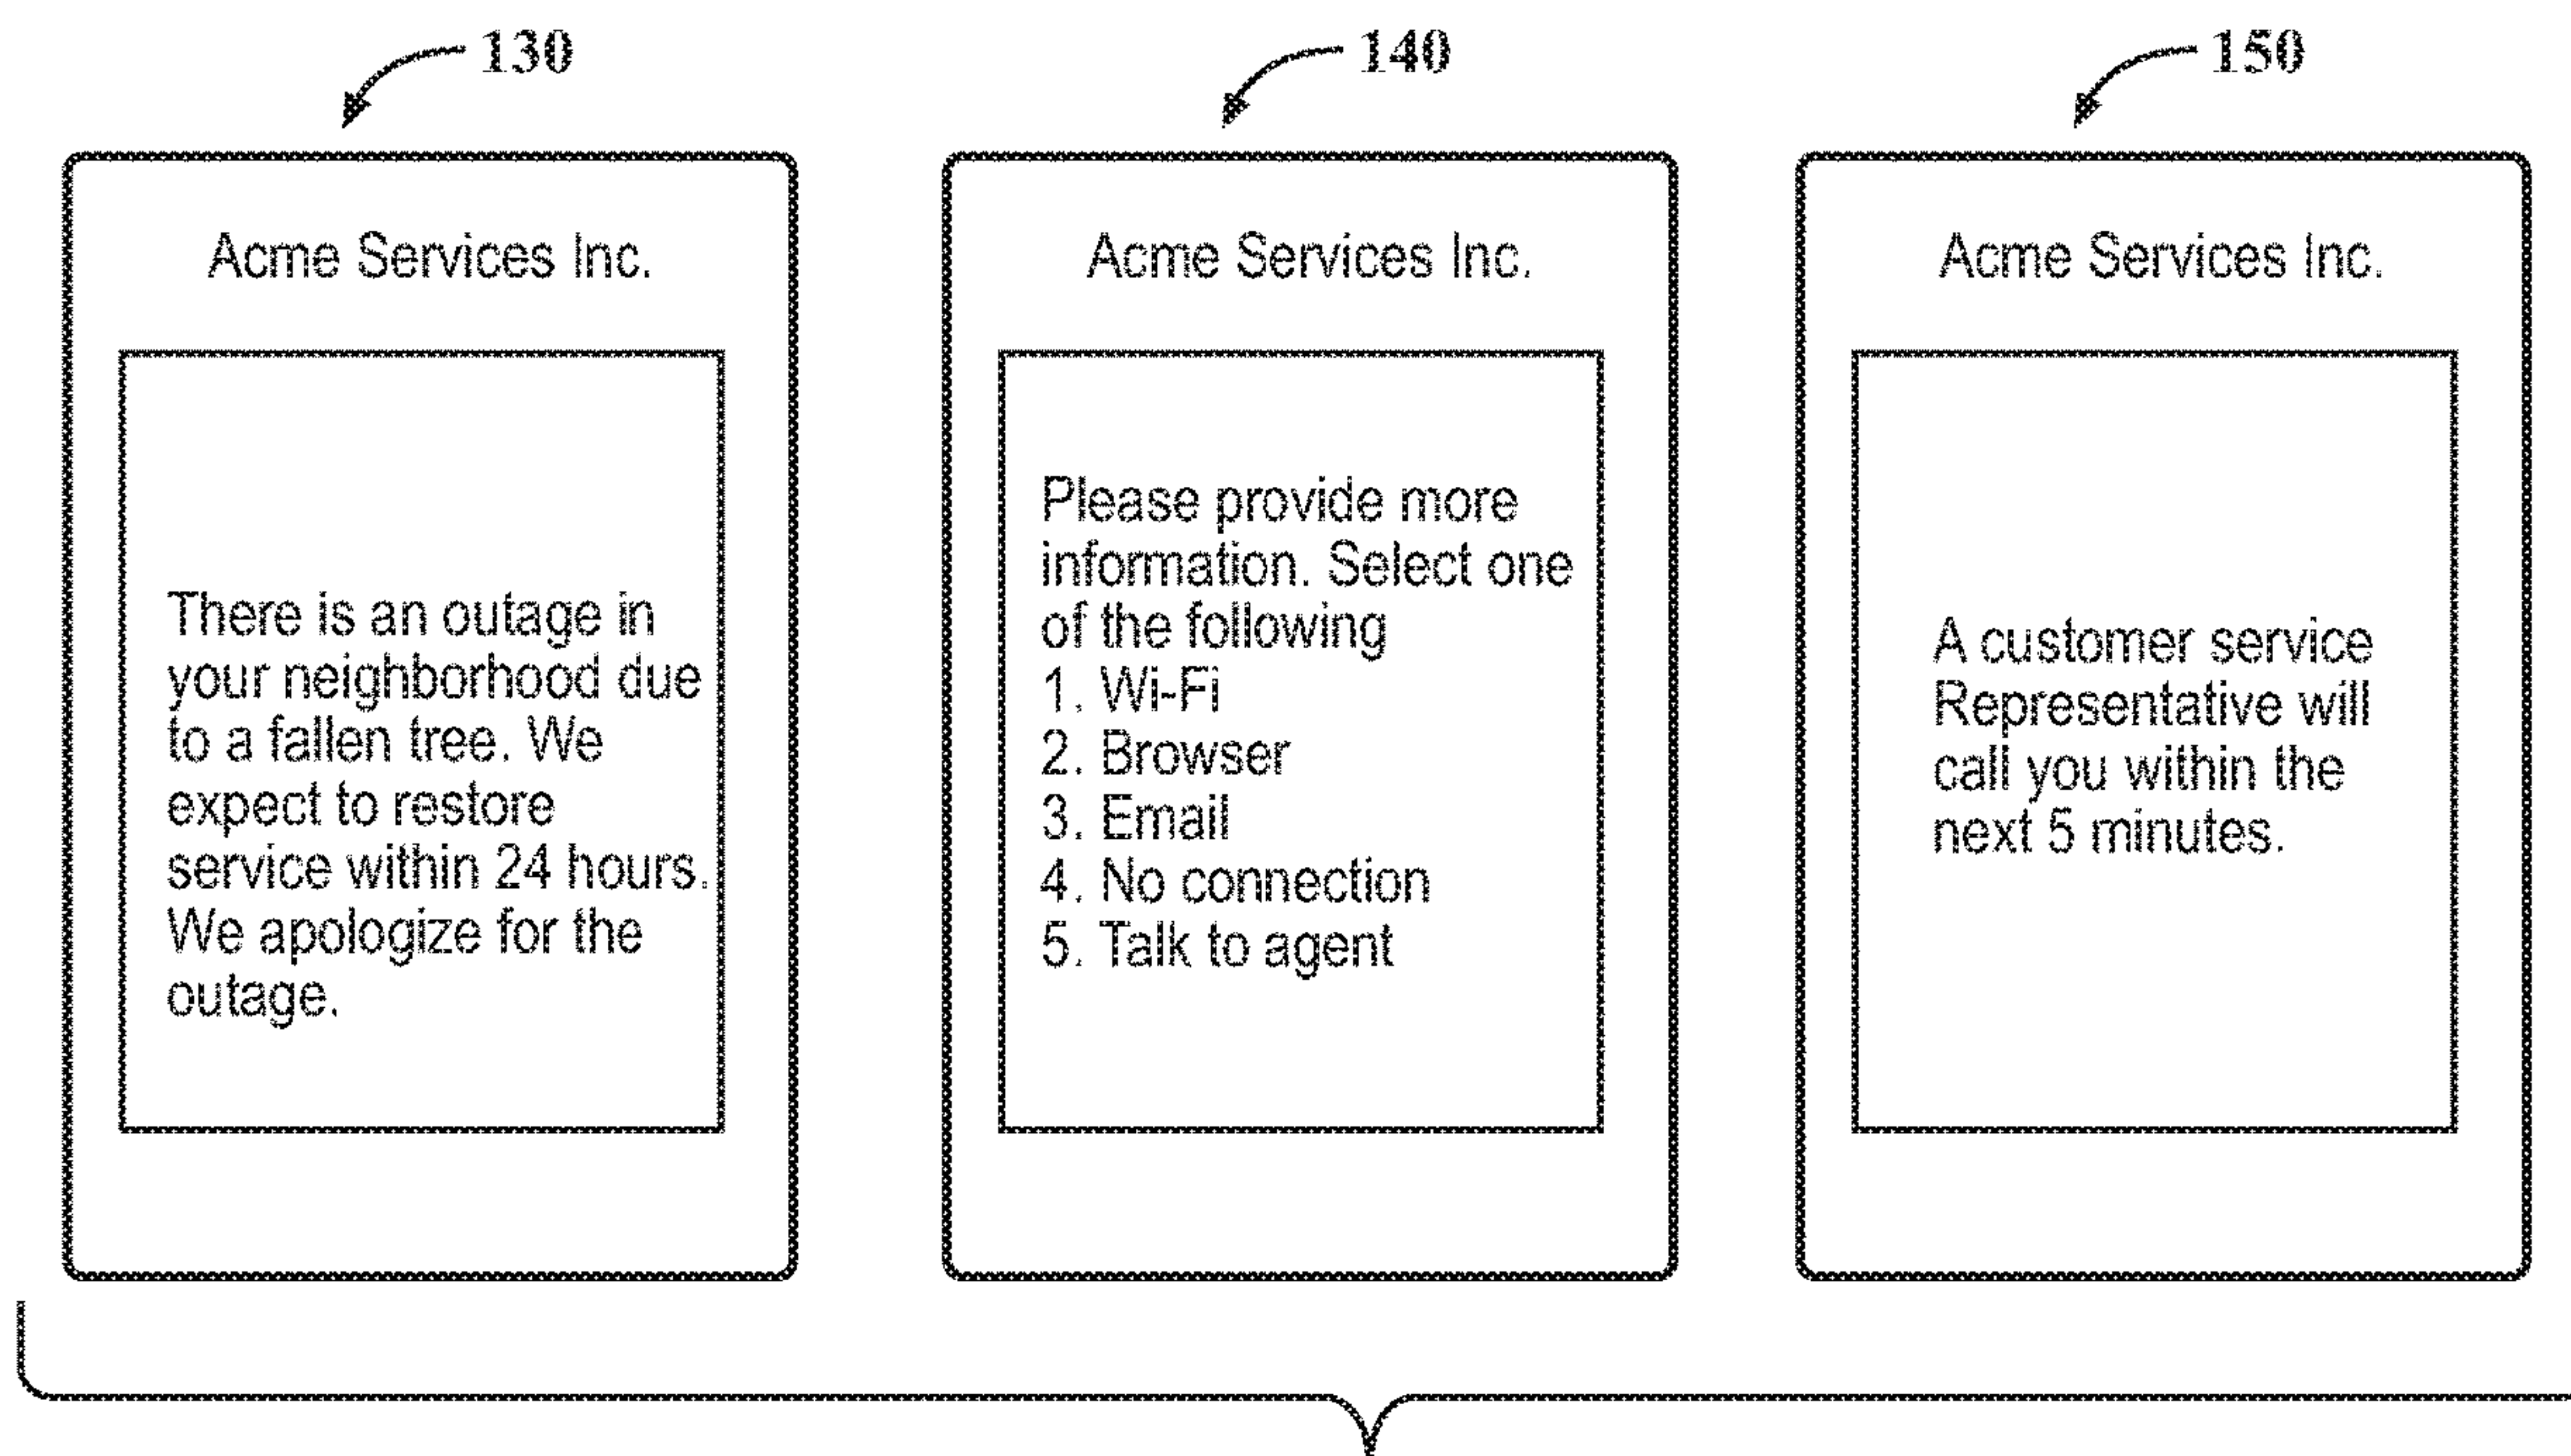 130
Acme Services Inc.
There is an outage in
your neighborhood due
to a fallen tree. We
expect to restore
service within 24 hours.
We apologize for the
outage.
140
Acme Services Inc.
Please provide more
information. Select one
of the following
1. Wi-Fi
2. Browser
3. Email
4. No connection
5. Talk to agent
150
Acme Services Inc.
A customer service
Representative will
call you within the
next 5 minutes.